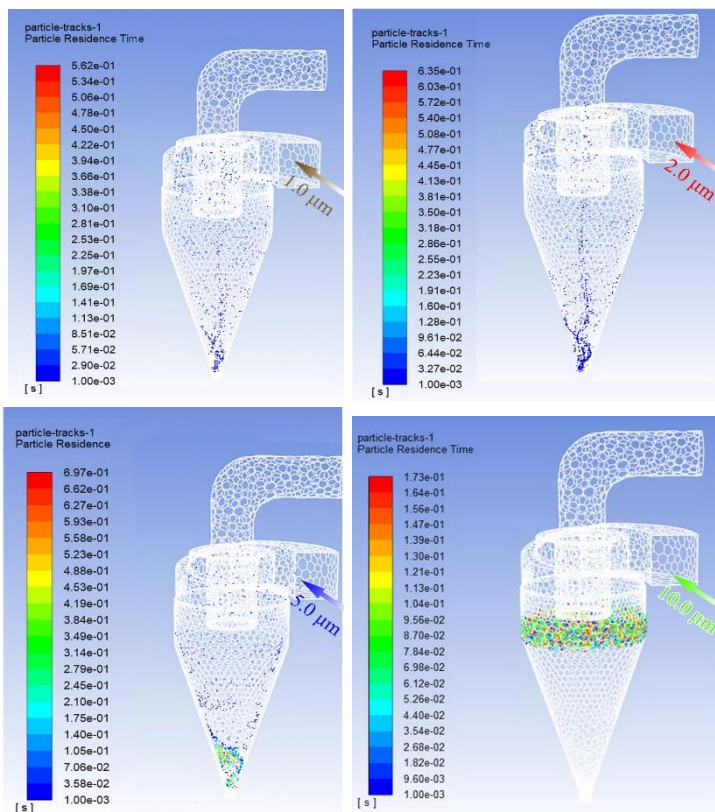 particle-tracks-1
Particle Residence Time
5.62e-01
5.34e-01
5.06e-01
4.78e-01
4.50e-01
4.22e-01
3.94e-01
3.66e-01
3.38e-01
3.10e-01
2.81e-01
2.53e-01
2.25e-01
1.97e-01
1.69e-01
1.41e-01
1.13e-01
8.51e-02
5.71e-02
2.90e-02
1.00e-03
[ s ]
1.0 µm
particle-tracks-1
Particle Residence Time
6.35e-01
6.03e-01
5.72e-01
5.40e-01
5.08e-01
4.77e-01
4.45e-01
4.13e-01
3.81e-01
3.50e-01
3.18e-01
2.86e-01
2.55e-01
2.23e-01
1.91e-01
1.60e-01
1.28e-01
9.61e-02
6.44e-02
3.27e-02
1.00e-03
[ s ]
2.0 µm
particle-tracks-1
Particle Residence
6.97e-01
6.62e-01
6.27e-01
5.93e-01
5.58e-01
5.23e-01
4.88e-01
4.53e-01
4.19e-01
3.84e-01
3.49e-01
3.14e-01
2.79e-01
2.45e-01
2.10e-01
1.75e-01
1.40e-01
1.05e-01
7.06e-02
3.58e-02
1.00e-03
[ s ]
5.0 µm
particle-tracks-1
Particle Residence Time
1.73e-01
1.64e-01
1.56e-01
1.47e-01
1.39e-01
1.30e-01
1.21e-01
1.13e-01
1.04e-01
9.56e-02
8.70e-02
7.84e-02
6.98e-02
6.12e-02
5.26e-02
4.40e-02
3.54e-02
2.68e-02
1.82e-02
9.60e-03
1.00e-03
[ s ]
10.0 µm